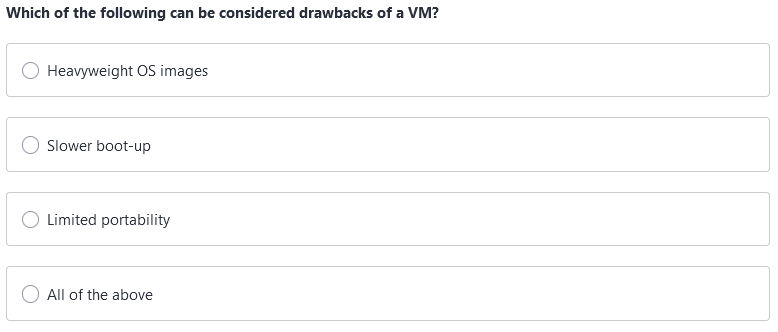 Which of the following can be considered drawbacks of a VM?
Heavyweight OS images
Slower boot-up
Limited portability
All of the above